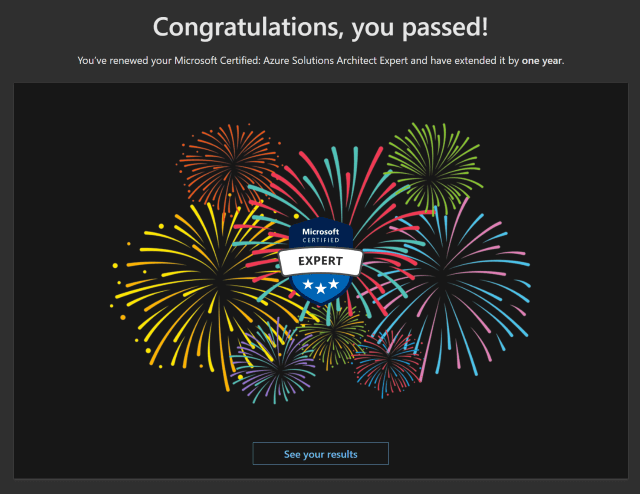 Congratulations, you passed!
You've renewed your Microsoft Certified: Azure Solutions Architect Expert and have extended it by one year.
Microsoft
CERTIFIED
EXPERT
See your results